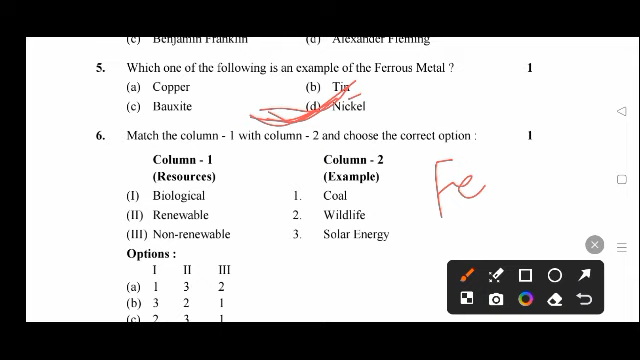 (c) Benjamin Franklin (d) Alexander Fleming
5. Which one of the following is an example of the Ferrous Metal ? 1
(a) Copper (b) Tin
(c) Bauxite (d) Nickel
6. Match the column - 1 with column - 2 and choose the correct option : 1
Column - 1 Column - 2
(Resources) (Example)
(I) Biological 1. Coal
(II) Renewable 2. Wildlife
(III) Non-renewable 3. Solar Energy
Fe
Options :
I II III
(a) 1 3 2
(b) 3 2 1
(c) 2 3 1